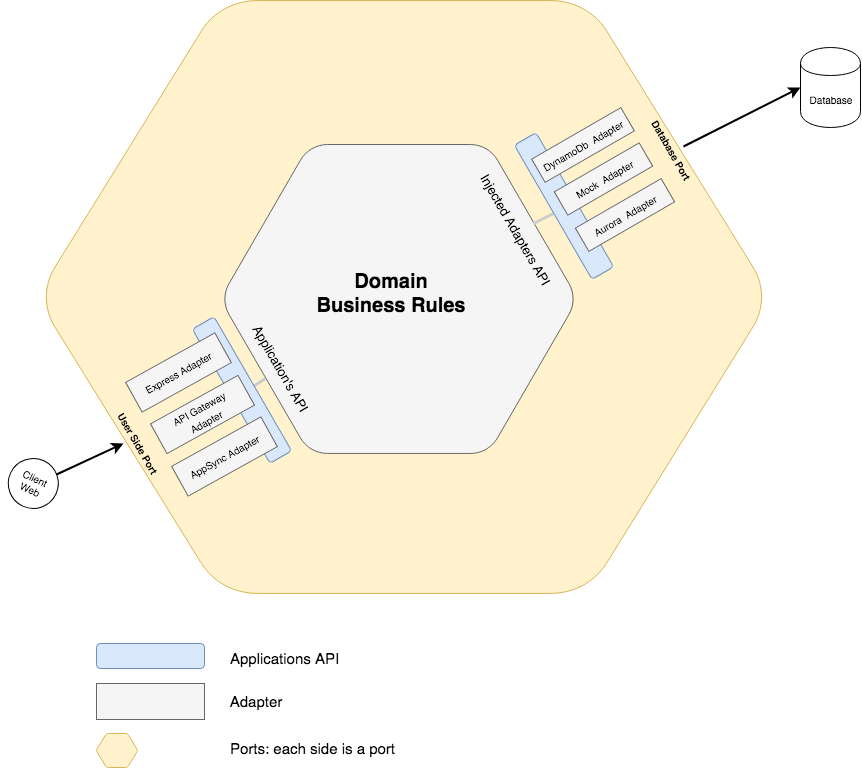 Database
Database Port
DynamoDb Adapter
Mock Adapter
Aurora Adapter
Injected Adapters API
Domain
Business Rules
Application's API
Express Adapter
API Gateway
Adapter
AppSync Adapter
User Side Port
Client
Web
Applications API
Adapter
Ports: each side is a port